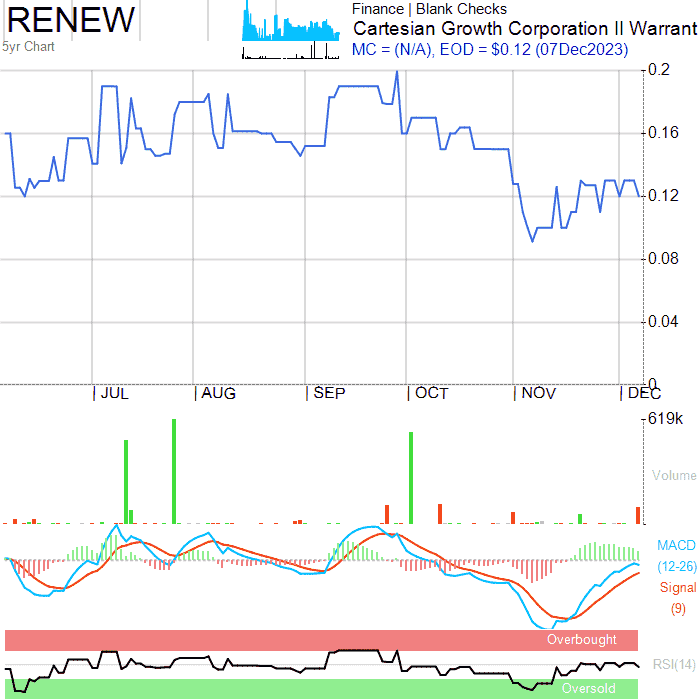 RENEW
5yr Chart
Finance | Blank Checks
Cartesian Growth Corporation II Warrant
MC = (N/A), EOD = $0.12 (07Dec2023)
0.2
0.16
0.12
0.08
0.04
0
JUL AUG SEP OCT NOV DEC
619k
Volume
MACD
(12-26)
Signal
(9)
Overbought
RSI(14)
Oversold